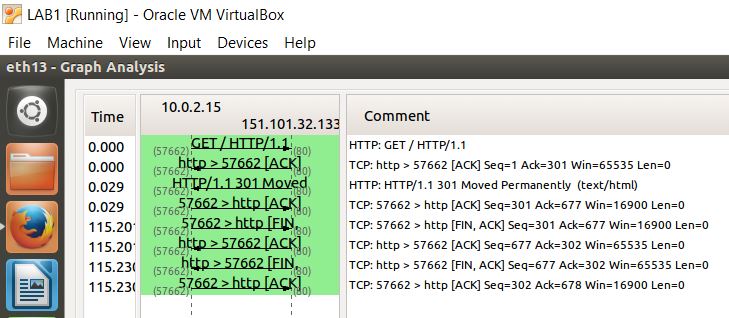 LAB1 [Running] - Oracle VM VirtualBox
File Machine View Input Devices Help
eth13 - Graph Analysis
Time 10.0.2.15 151.101.32.133 Comment
0.000 (57662) GET / HTTP/1.1 (80) HTTP: GET / HTTP/1.1
0.000 (57662) http > 57662 [ACK] (80) TCP: http > 57662 [ACK] Seq=1 Ack=301 Win=65535 Len=0
0.029 (57662) HTTP/1.1 301 Moved (80) HTTP: HTTP/1.1 301 Moved Permanently (text/html)
0.029 (57662) 57662 > http [ACK] (80) TCP: 57662 > http [ACK] Seq=301 Ack=677 Win=16900 Len=0
115.201 (57662) 57662 > http [FIN (80) TCP: 57662 > http [FIN, ACK] Seq=301 Ack=677 Win=16900 Len=0
115.201 (57662) http > 57662 [ACK] (80) TCP: http > 57662 [ACK] Seq=677 Ack=302 Win=65535 Len=0
115.230 (57662) http > 57662 [FIN (80) TCP: http > 57662 [FIN, ACK] Seq=677 Ack=302 Win=65535 Len=0
115.230 (57662) 57662 > http [ACK] (80) TCP: 57662 > http [ACK] Seq=302 Ack=678 Win=16900 Len=0